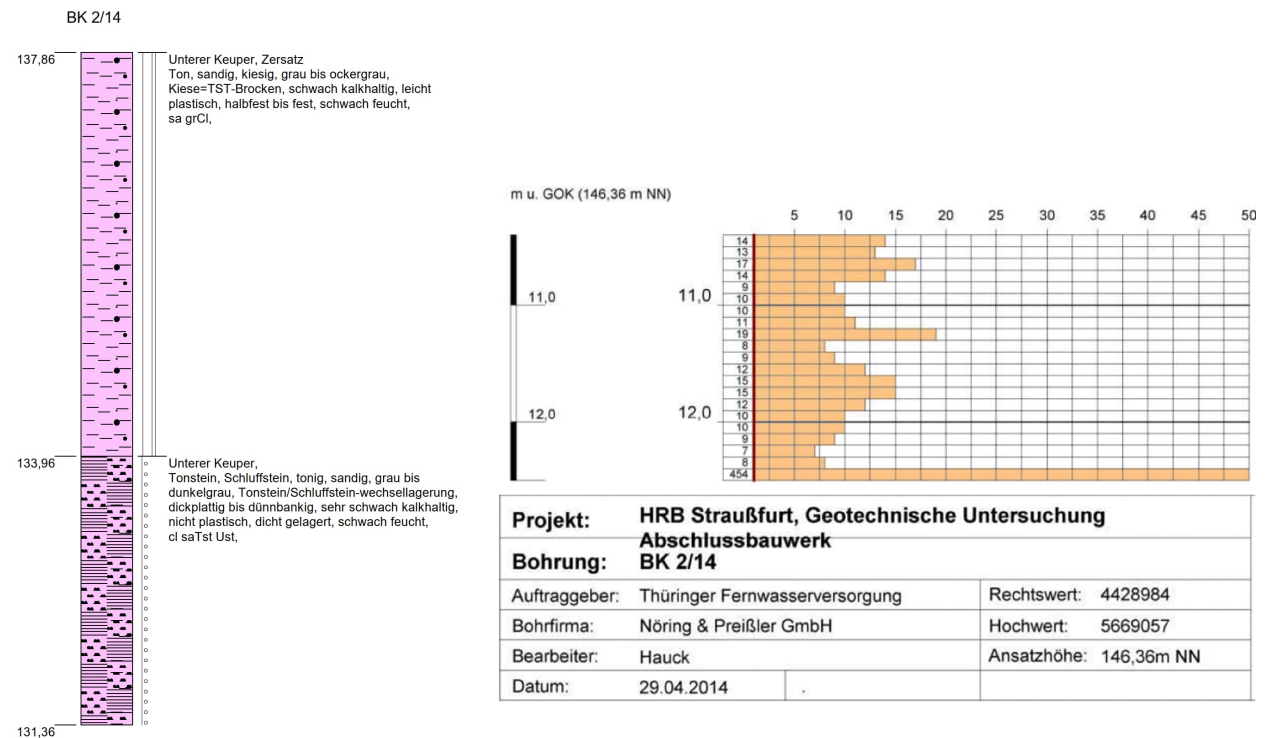 BK 2/14
137,86
Unterer Keuper, Zersatz
Ton, sandig, kiesig, grau bis ockergrau,
Kiese=TST-Brocken, schwach kalkhaltig, leicht
plastisch, halbfest bis fest, schwach feucht,
sa grCl,
133,96
Unterer Keuper,
Tonstein, Schluffstein, tonig, sandig, grau bis
dunkelgrau, Tonstein/Schluffstein-wechsellagerung,
dickplattig bis dünnbankig, sehr schwach kalkhaltig,
nicht plastisch, dicht gelagert, schwach feucht,
cl saTst Ust,
131,36
m u. GOK (146,36 m NN)
5 10 15 20 25 30 35 40 45 50
14
13
17
14
9
11,0 11,0
10
10
11
19
8
9
12
15
15
12
12,0 12,0
10
10
9
7
8
454
Projekt: HRB Straußfurt, Geotechnische Untersuchung
Abschlussbauwerk
Bohrung: BK 2/14
Auftraggeber: Thüringer Fernwasserversorgung Rechtswert: 4428984
Bohrfirma: Nöring & Preißler GmbH Hochwert: 5669057
Bearbeiter: Hauck Ansatzhöhe: 146,36m NN
Datum: 29.04.2014 .